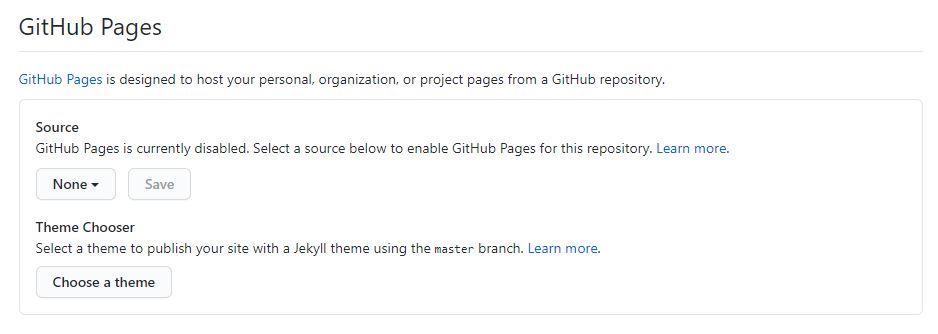 GitHub Pages
GitHub Pages is designed to host your personal, organization, or project pages from a GitHub repository.
Source
GitHub Pages is currently disabled. Select a source below to enable GitHub Pages for this repository. Learn more.
None
Save
Theme Chooser
Select a theme to publish your site with a Jekyll theme using the master branch. Learn more.
Choose a theme